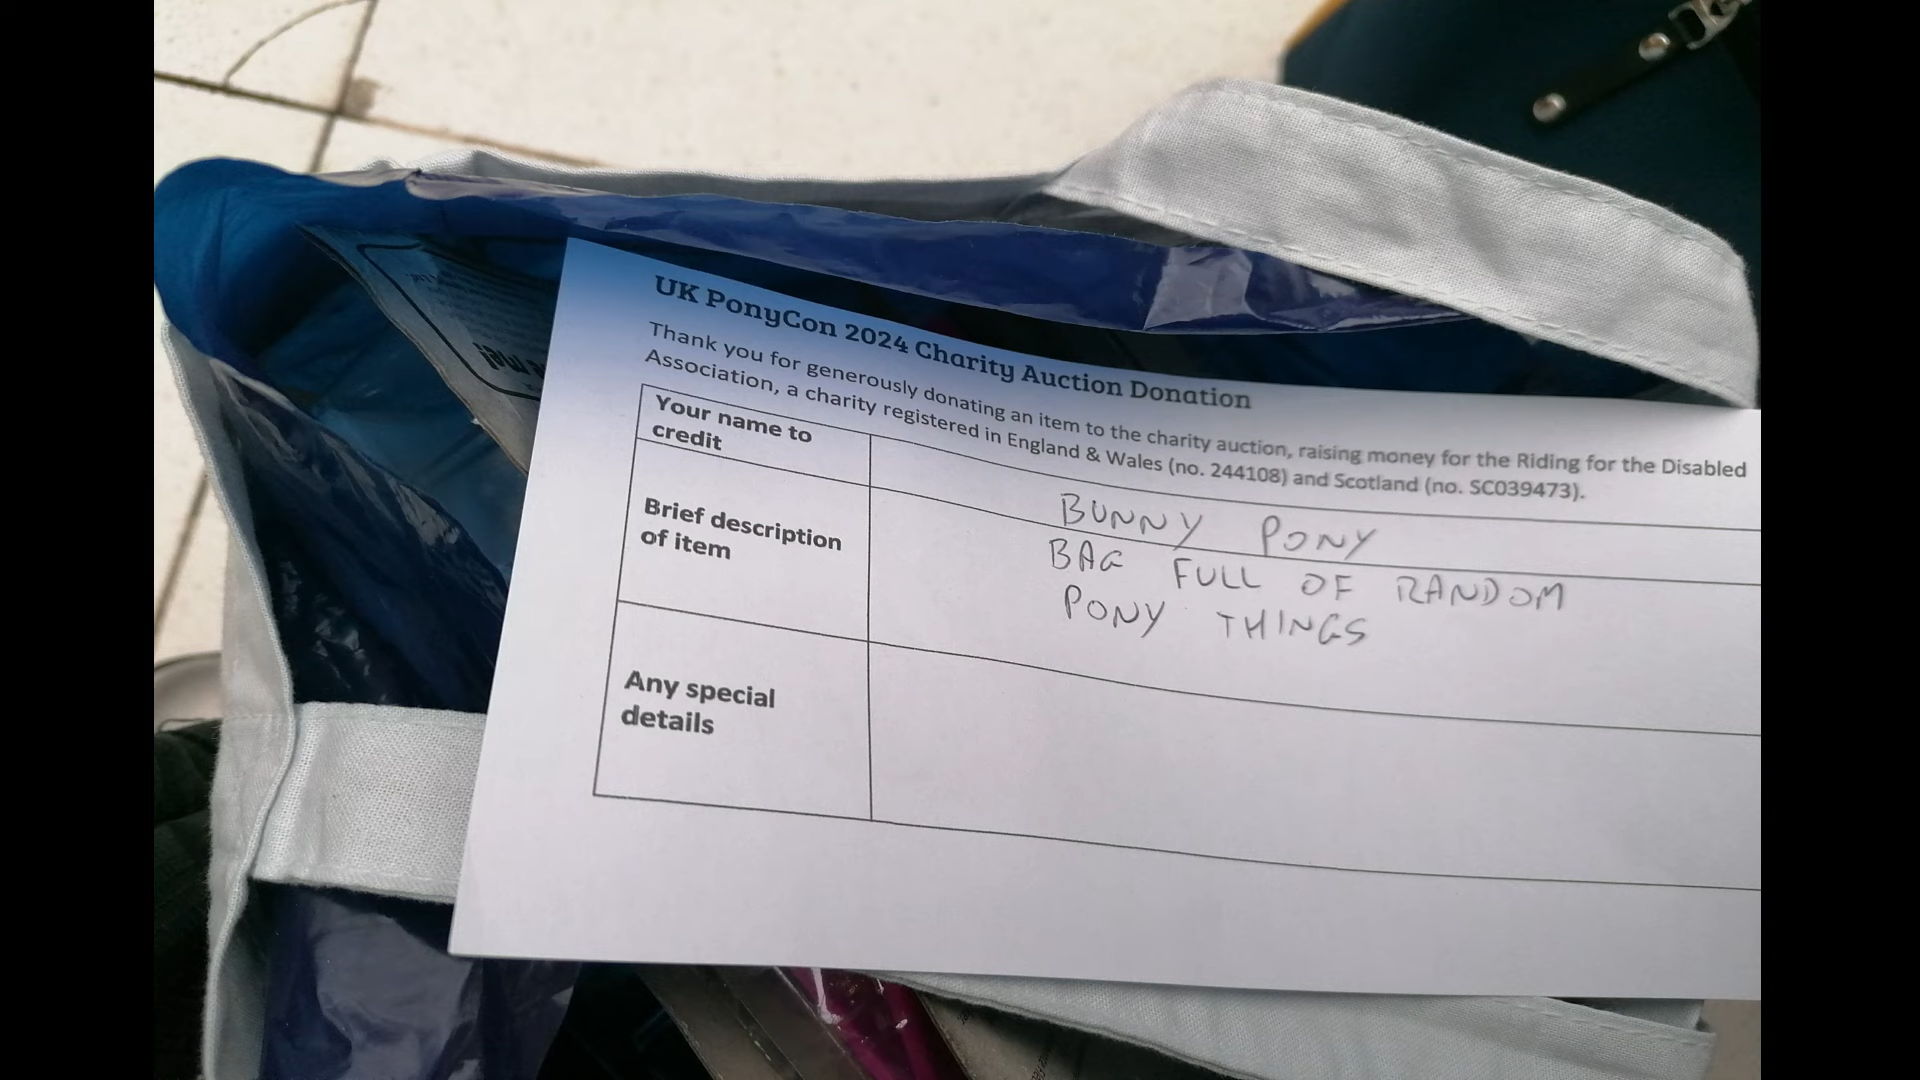 UK PonyCon 2024 Charity Auction Donation
Thank you for generously donating an item to the charity auction, raising money for the Riding for the Disabled
Association, a charity registered in England & Wales (no. 244108) and Scotland (no. SC039473).
Your name to
credit
BUNNY PONY
Brief description
of item
BAG FULL OF RANDOM
PONY THINGS
Any special
details